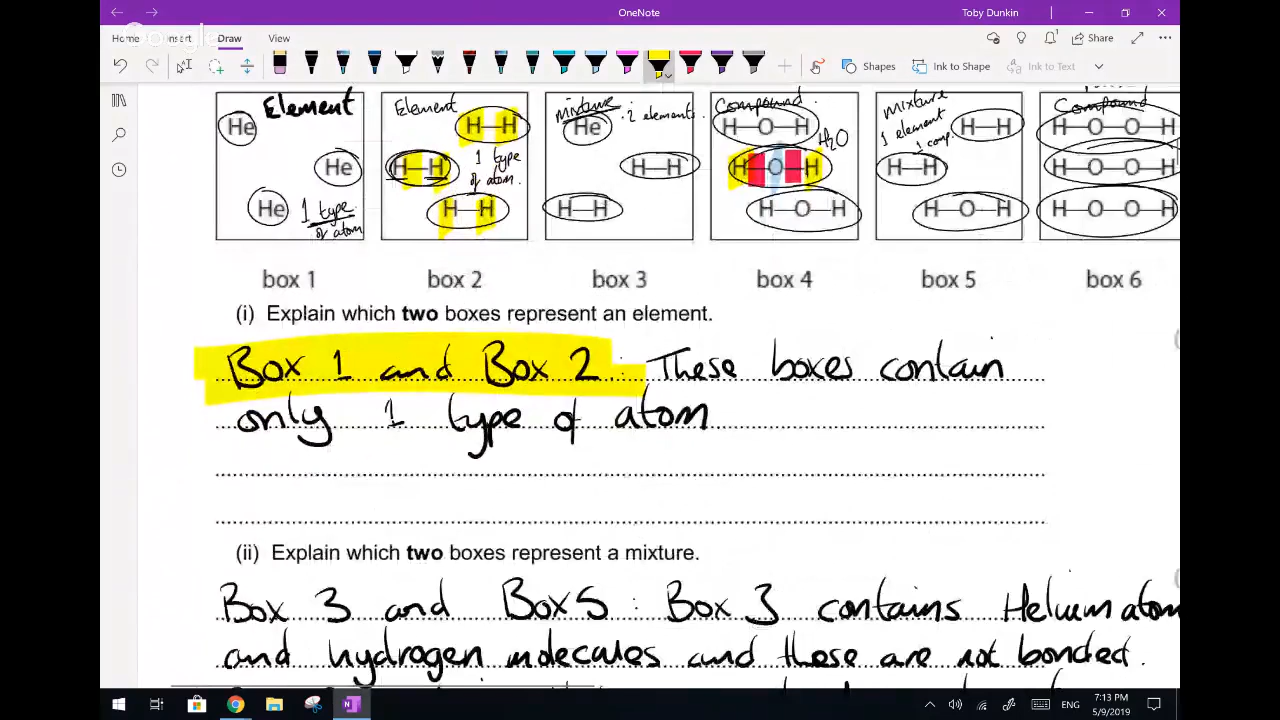 OneNote
Toby Dunkin
Google
Home Insert Draw View
Share
Shapes Ink to Shape Ink to Text
He Element
He
He 1 type of atom
Element H—H
H—H 1 type of atom.
H—H
mixture : 2 elements.
He
H—H
H—H
Compound.
H—O—H
H2O
H—O—H
H—O—H
mixture
1 element
1 comp
H—H
H—H
H—O—H
Compound
H—O—O—H
H—O—O—H
H—O—O—H
box 1 box 2 box 3 box 4 box 5 box 6
(i) Explain which two boxes represent an element.
Box 1 and Box 2 : These boxes contain
only 1 type of atom
(ii) Explain which two boxes represent a mixture.
Box 3 and Box 5 : Box 3 contains Helium atom
and hydrogen molecules and these are not bonded.
7:13 PM
5/9/2019